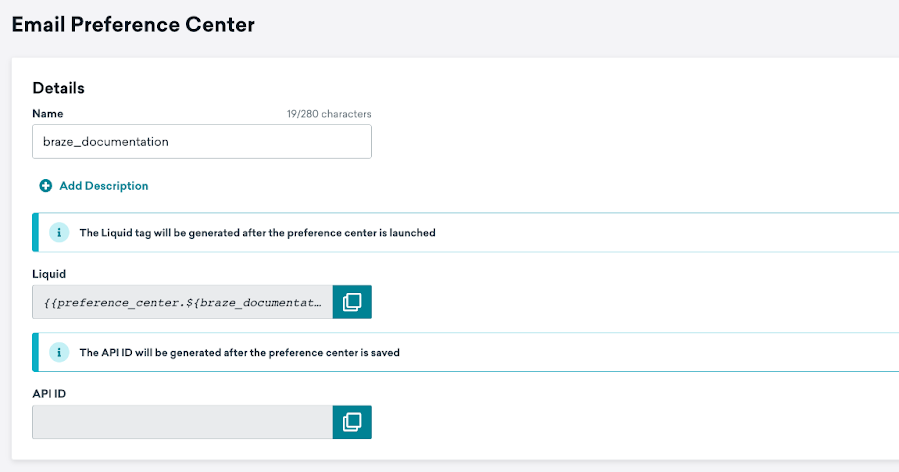 Email Preference Center
Details
Name 19/280 characters
braze_documentation
Add Description
The Liquid tag will be generated after the preference center is launched
Liquid
{{preference_center.${braze_documentat...
The API ID will be generated after the preference center is saved
API ID